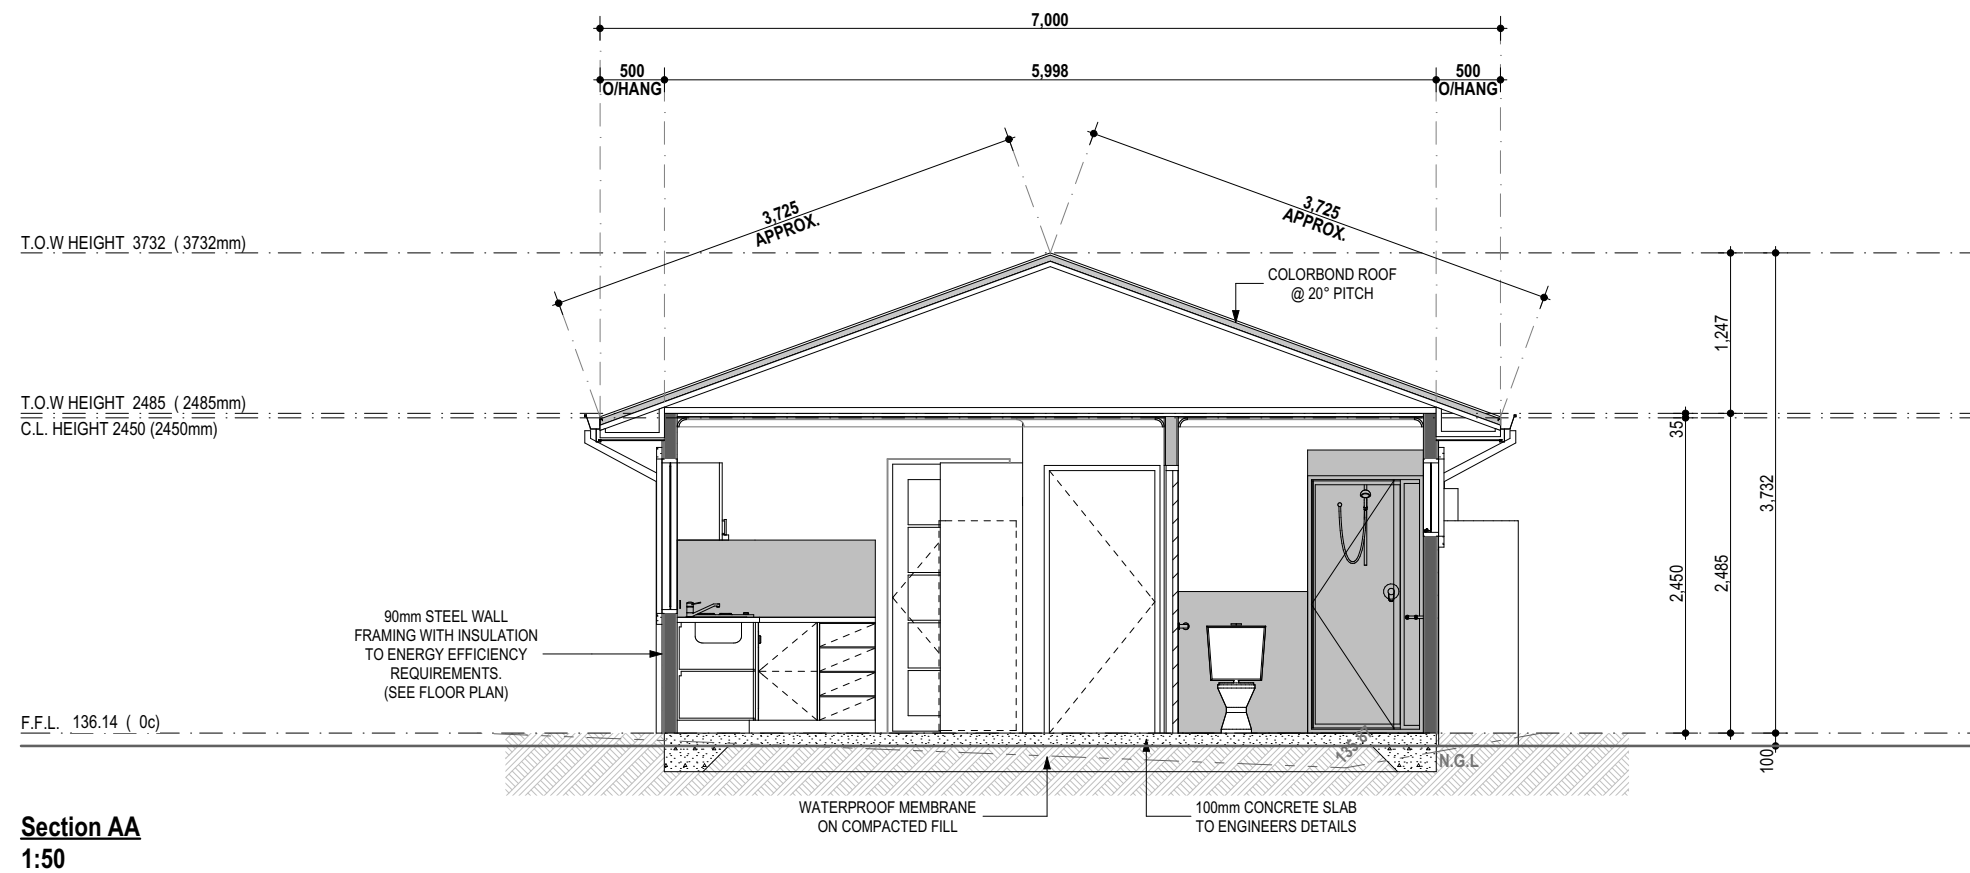 7,000
500
O/HANG
5,998
500
O/HANG
3,725
APPROX.
3,725
APPROX.
T.O.W HEIGHT 3732 ( 3732mm)
COLORBOND ROOF
@ 20° PITCH
1,247
T.O.W HEIGHT 2485 ( 2485mm)
C.L. HEIGHT 2450 (2450mm)
35
3,732
2,450
2,485
90mm STEEL WALL
FRAMING WITH INSULATION
TO ENERGY EFFICIENCY
REQUIREMENTS.
(SEE FLOOR PLAN)
F.F.L. 136.14 ( 0c)
N.G.L
100
WATERPROOF MEMBRANE
ON COMPACTED FILL
100mm CONCRETE SLAB
TO ENGINEERS DETAILS
Section AA
1:50